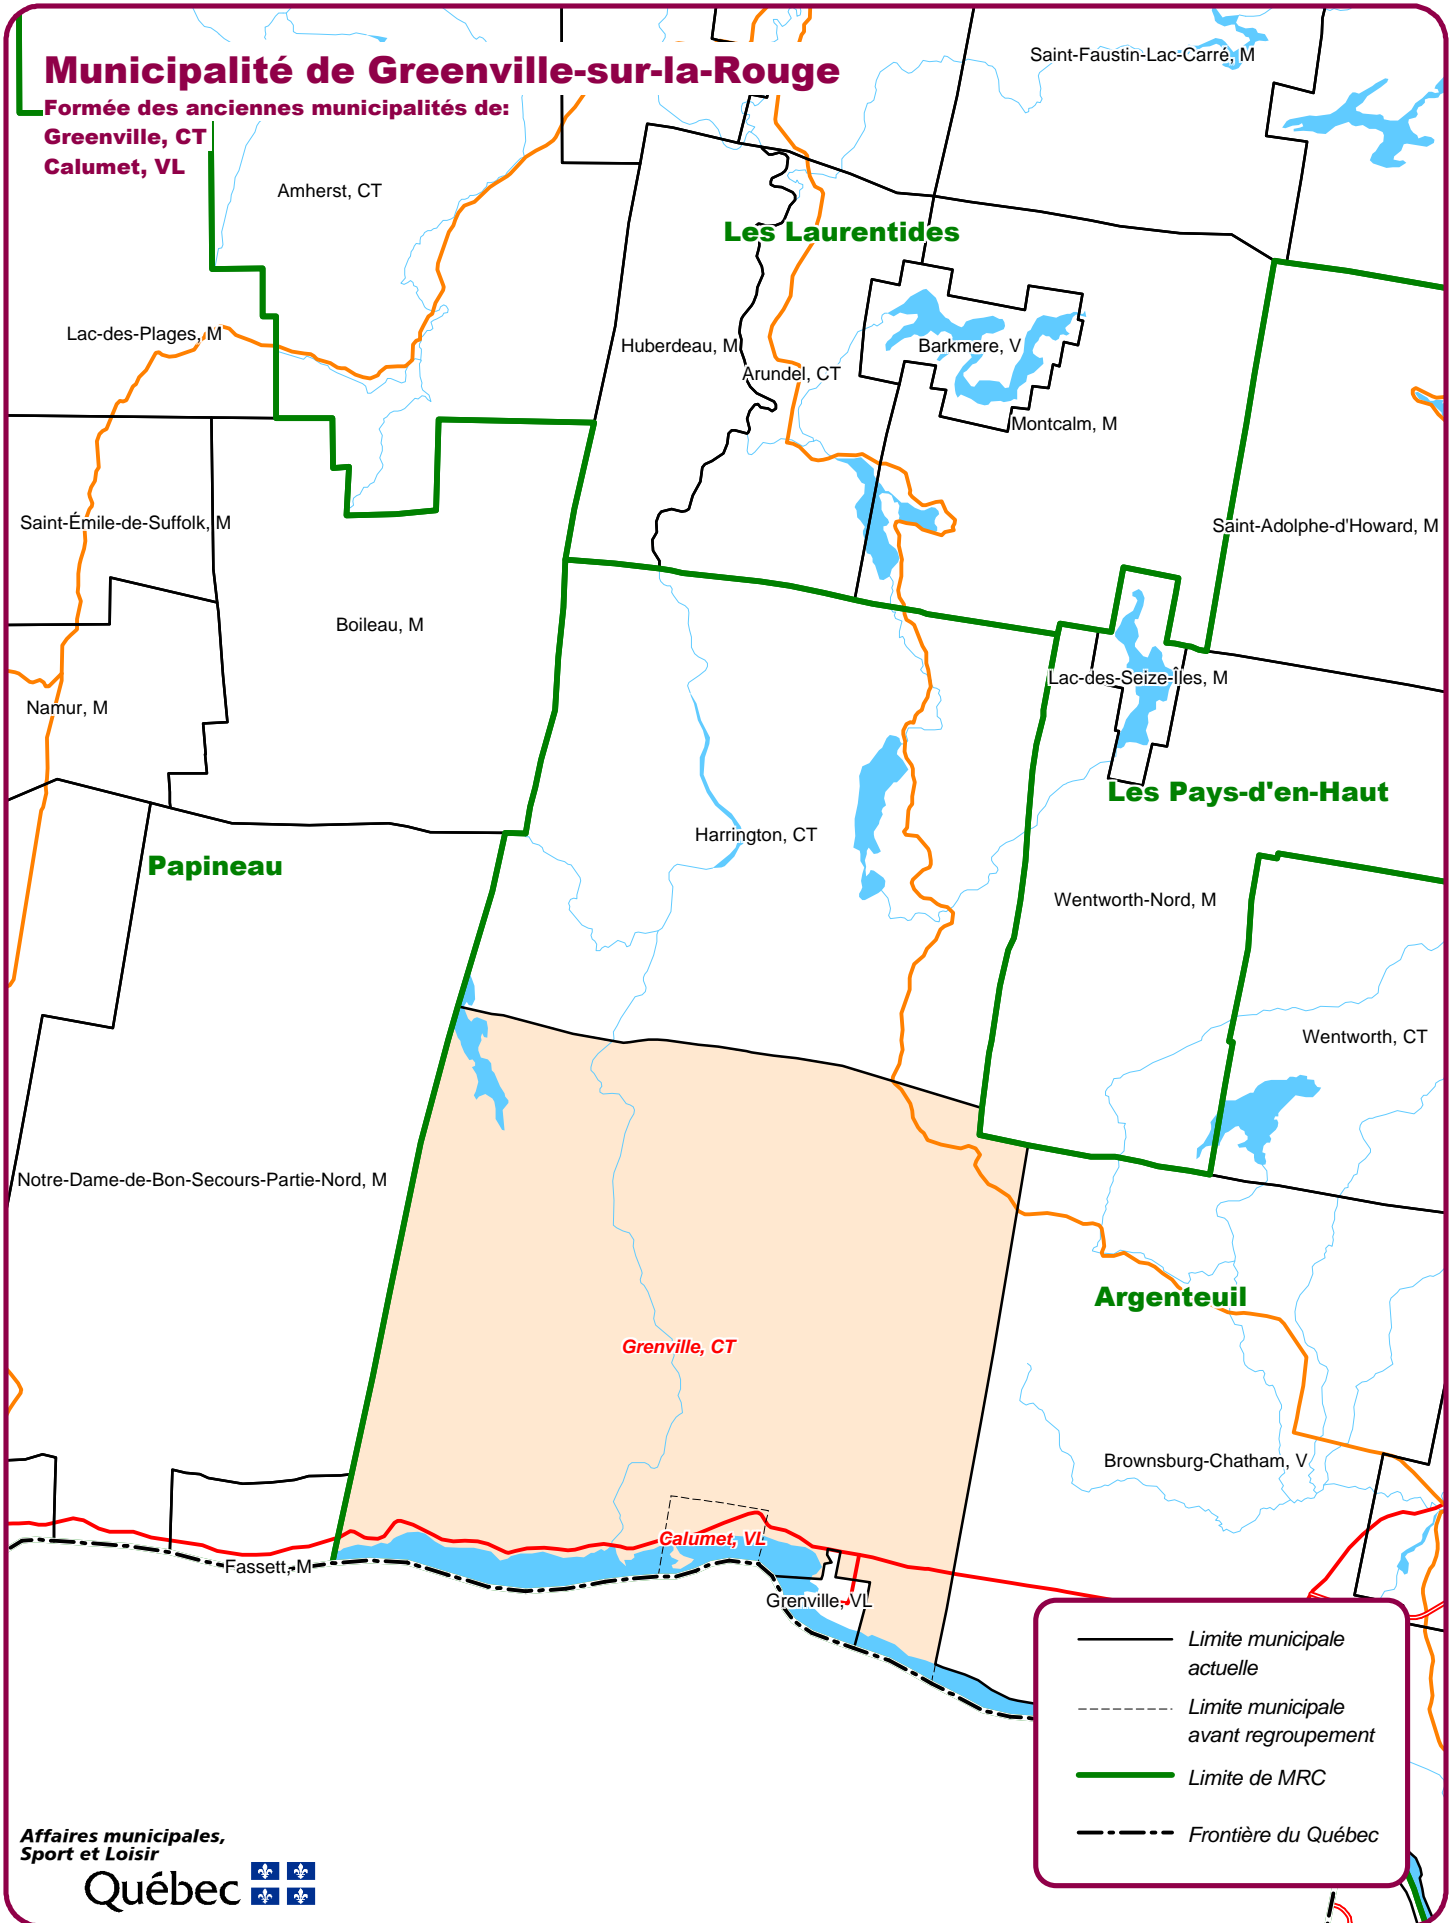 Municipalité de Greenville-sur-la-Rouge
Formée des anciennes municipalités de:
Greenville, CT
Calumet, VL
Saint-Faustin-Lac-Carré, M
Amherst, CT
Les Laurentides
Lac-des-Plages, M
Huberdeau, M
Barkmere, V
Arundel, CT
Montcalm, M
Saint-Émile-de-Suffolk, M
Saint-Adolphe-d'Howard, M
Boileau, M
Lac-des-Seize-Îles, M
Namur, M
Les Pays-d'en-Haut
Harrington, CT
Papineau
Wentworth-Nord, M
Wentworth, CT
Notre-Dame-de-Bon-Secours-Partie-Nord, M
Argenteuil
Grenville, CT
Brownsburg-Chatham, V
Calumet, VL
Fassett, M
Grenville, VL
Limite municipale
actuelle
Limite municipale
avant regroupement
Limite de MRC
Frontière du Québec
Affaires municipales,
Sport et Loisir
Québec